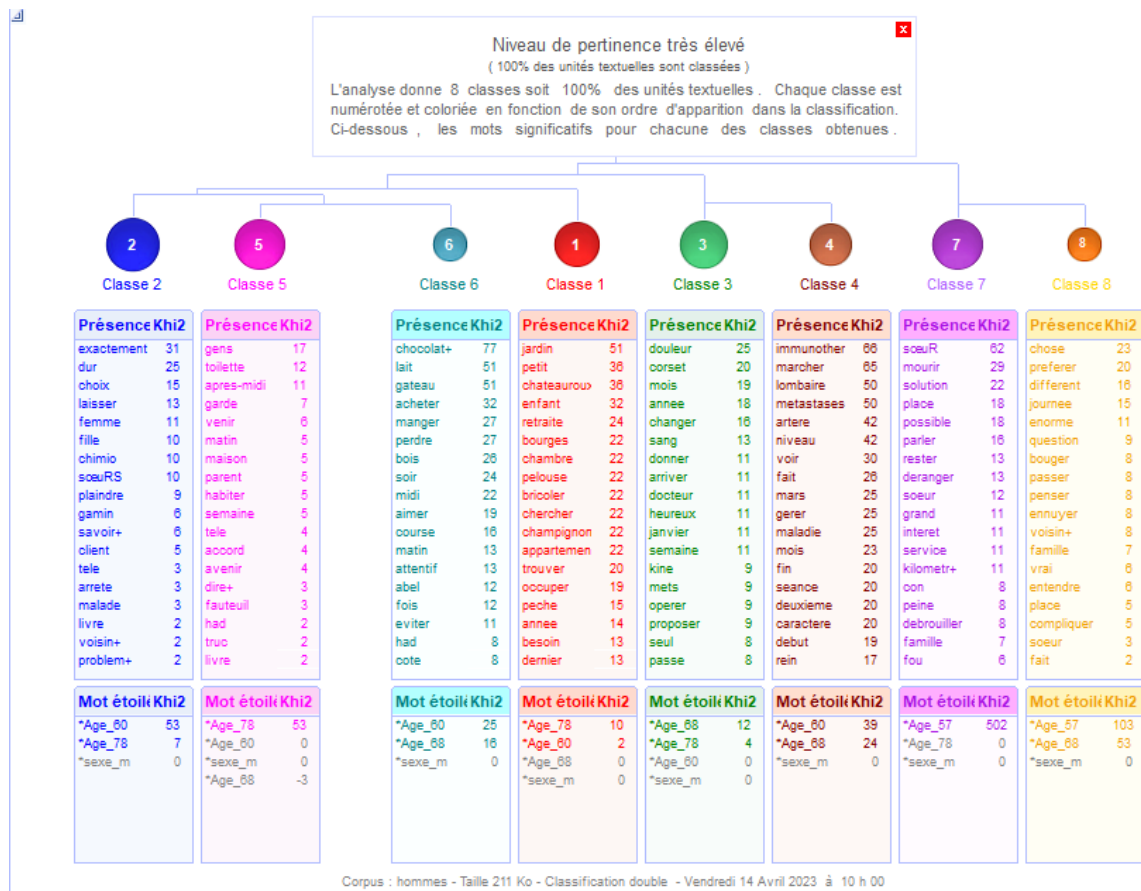 x
Niveau de pertinence très élevé
( 100% des unités textuelles sont classées )
L'analyse donne 8 classes soit 100% des unités textuelles . Chaque classe est
numérotée et coloriée en fonction de son ordre d'apparition dans la classification.
Ci-dessous , les mots significatifs pour chacune des classes obtenues .
2 5 6 1 3 4 7 8
Classe 2 Classe 5 Classe 6 Classe 1 Classe 3 Classe 4 Classe 7 Classe 8
Présence Khi2 Présence Khi2 Présence Khi2 Présence Khi2 Présence Khi2 Présence Khi2 Présence Khi2 Présence Khi2
exactement 31 gens 17 chocolat+ 77 jardin 51 douleur 25 immunother 66 sœuR 62 chose 23
dur 25 toilette 12 lait 51 petit 36 corset 20 marcher 65 mourir 29 preferer 20
choix 15 apres-midi 11 gateau 51 chateauroux 36 mois 19 lombaire 50 solution 22 different 16
laisser 13 garde 7 acheter 32 enfant 32 annee 18 metastases 50 place 18 journee 15
femme 11 venir 6 manger 27 retraite 24 changer 16 artere 42 possible 18 enorme 11
fille 10 matin 5 perdre 27 bourges 22 sang 13 niveau 42 parler 16 question 9
chimio 10 maison 5 bois 26 chambre 22 donner 11 voir 30 rester 13 bouger 8
sœuRS 10 parent 5 soir 24 pelouse 22 arriver 11 fait 26 deranger 13 passer 8
plaindre 9 habiter 5 midi 22 bricoler 22 docteur 11 mars 25 soeur 12 penser 8
gamin 6 semaine 5 aimer 19 chercher 22 heureux 11 gerer 25 grand 11 ennuyer 8
savoir+ 6 tele 4 course 16 champignon 22 janvier 11 maladie 25 interet 11 voisin+ 8
client 5 accord 4 matin 13 appartemen 22 semaine 11 mois 23 service 11 famille 7
tele 3 avenir 4 attentif 13 trouver 20 kine 9 fin 20 kilometr+ 11 vrai 6
arrete 3 dire+ 3 abel 12 occuper 19 mets 9 seance 20 con 8 entendre 6
malade 3 fauteuil 3 fois 12 peche 15 operer 9 deuxieme 20 peine 8 place 5
livre 2 had 2 eviter 11 annee 14 proposer 9 caractere 20 debrouiller 8 compliquer 5
voisin+ 2 truc 2 had 8 besoin 13 seul 8 debut 19 famille 7 soeur 3
problem+ 2 livre 2 cote 8 dernier 13 passe 8 rein 17 fou 6 fait 2
Mot étoilé Khi2 Mot étoilé Khi2 Mot étoilé Khi2 Mot étoilé Khi2 Mot étoilé Khi2 Mot étoilé Khi2 Mot étoilé Khi2 Mot étoilé Khi2
*Age_60 53 *Age_78 53 *Age_60 25 *Age_78 10 *Age_68 12 *Age_60 39 *Age_57 502 *Age_57 103
*Age_78 7 *Age_60 0 *Age_68 16 *Age_60 2 *Age_78 4 *Age_68 24 *Age_78 0 *Age_68 53
*sexe_m 0 *sexe_m 0 *sexe_m 0 *Age_68 0 *Age_60 0 *sexe_m 0 *sexe_m 0 *sexe_m 0
*Age_68 -3 *sexe_m 0 *sexe_m 0
Corpus : hommes - Taille 211 Ko - Classification double - Vendredi 14 Avril 2023 à 10 h 00